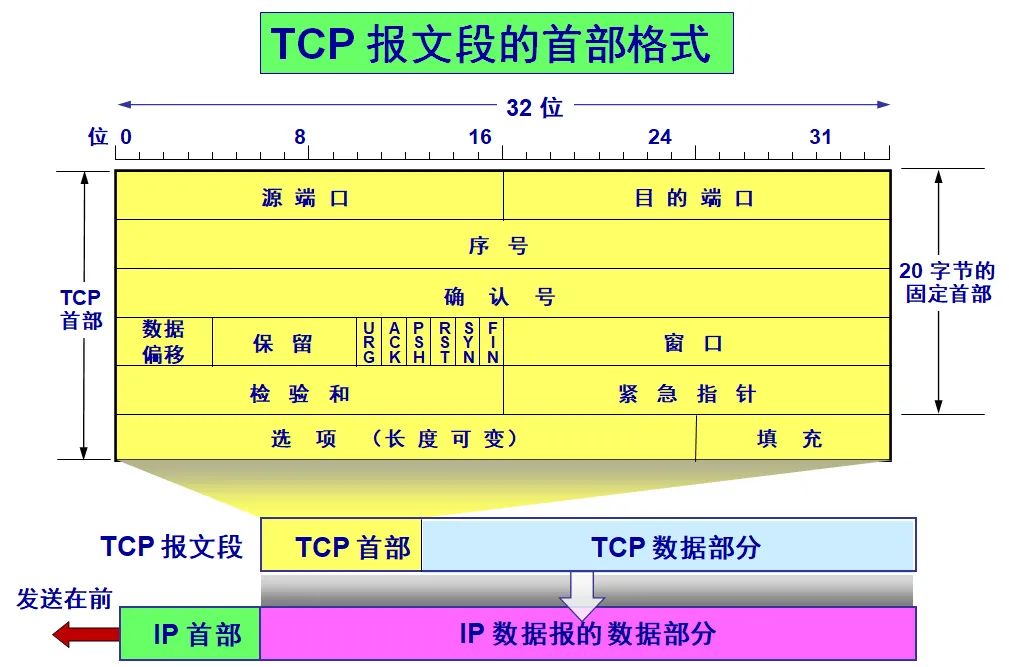 TCP 报文段的首部格式
32 位
位 0 8 16 24 31
源端口 目的端口
序号
确认号
TCP
首部
20 字节的
固定首部
数据
偏移
保留
URG
ACK
PSH
RST
SYN
FIN
窗口
检验和 紧急指针
选项 （长度可变） 填充
TCP 报文段 TCP 首部 TCP 数据部分
发送在前
IP 首部 IP 数据报的数据部分